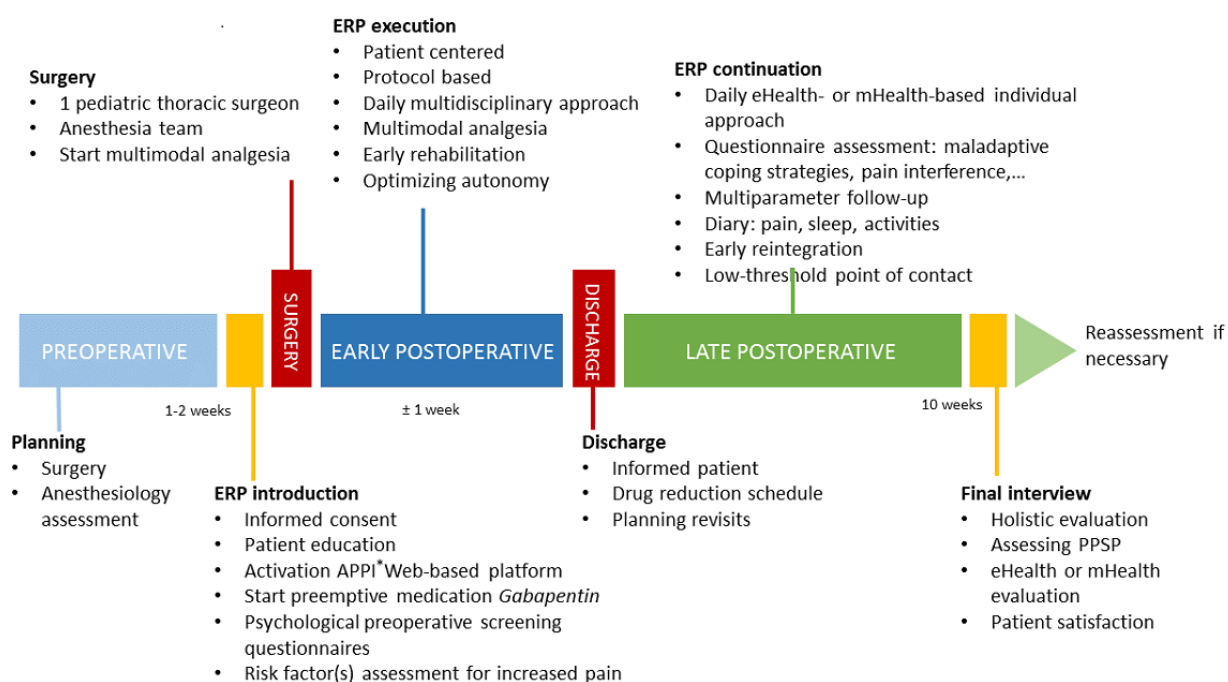 ERP execution
• Patient centered
• Protocol based
• Daily multidisciplinary approach
• Multimodal analgesia
• Early rehabilitation
• Optimizing autonomy
Surgery
• 1 pediatric thoracic surgeon
• Anesthesia team
• Start multimodal analgesia
ERP continuation
• Daily eHealth- or mHealth-based individual
approach
• Questionnaire assessment: maladaptive
coping strategies, pain interference,...
• Multiparameter follow-up
• Diary: pain, sleep, activities
• Early reintegration
• Low-threshold point of contact
PREOPERATIVE
SURGERY
EARLY POSTOPERATIVE
DISCHARGE
LATE POSTOPERATIVE
Reassessment if
necessary
1-2 weeks
± 1 week
10 weeks
Planning
• Surgery
• Anesthesiology
assessment
ERP introduction
• Informed consent
• Patient education
• Activation APPI*Web-based platform
• Start preemptive medication Gabapentin
• Psychological preoperative screening
questionnaires
• Risk factor(s) assessment for increased pain
Discharge
• Informed patient
• Drug reduction schedule
• Planning revisits
Final interview
• Holistic evaluation
• Assessing PPSP
• eHealth or mHealth
evaluation
• Patient satisfaction